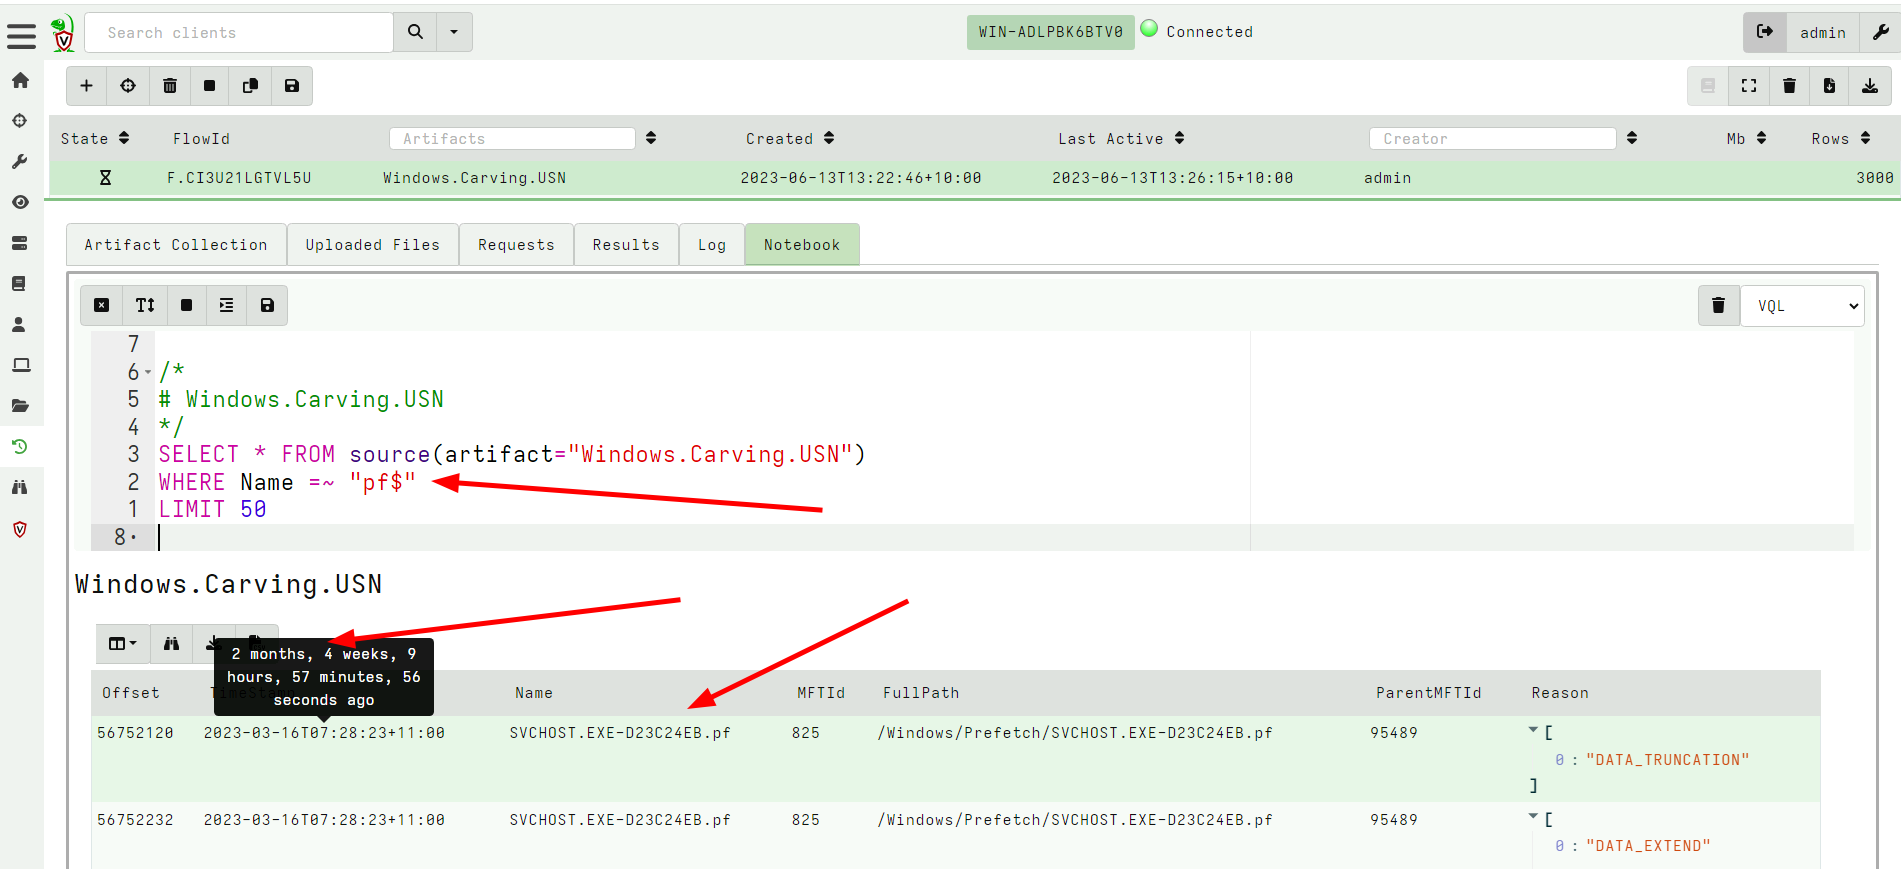 Search clients
WIN-ADLPBK6BTV0 Connected
admin
State FlowId Artifacts Created Last Active Creator Mb Rows
F.CI3U21LGTVL5U Windows.Carving.USN 2023-06-13T13:22:46+10:00 2023-06-13T13:26:15+10:00 admin 3000
Artifact Collection Uploaded Files Requests Results Log Notebook
VQL
7
6 /*
5 # Windows.Carving.USN
4 */
3 SELECT * FROM source(artifact="Windows.Carving.USN")
2 WHERE Name =~ "pf$"
1 LIMIT 50
8
Windows.Carving.USN
2 months, 4 weeks, 9
hours, 57 minutes, 56
seconds ago
Offset TimeStamp Name MFTId FullPath ParentMFTId Reason
56752120 2023-03-16T07:28:23+11:00 SVCHOST.EXE-D23C24EB.pf 825 /Windows/Prefetch/SVCHOST.EXE-D23C24EB.pf 95489 [
0 : "DATA_TRUNCATION"
]
56752232 2023-03-16T07:28:23+11:00 SVCHOST.EXE-D23C24EB.pf 825 /Windows/Prefetch/SVCHOST.EXE-D23C24EB.pf 95489 [
0 : "DATA_EXTEND"